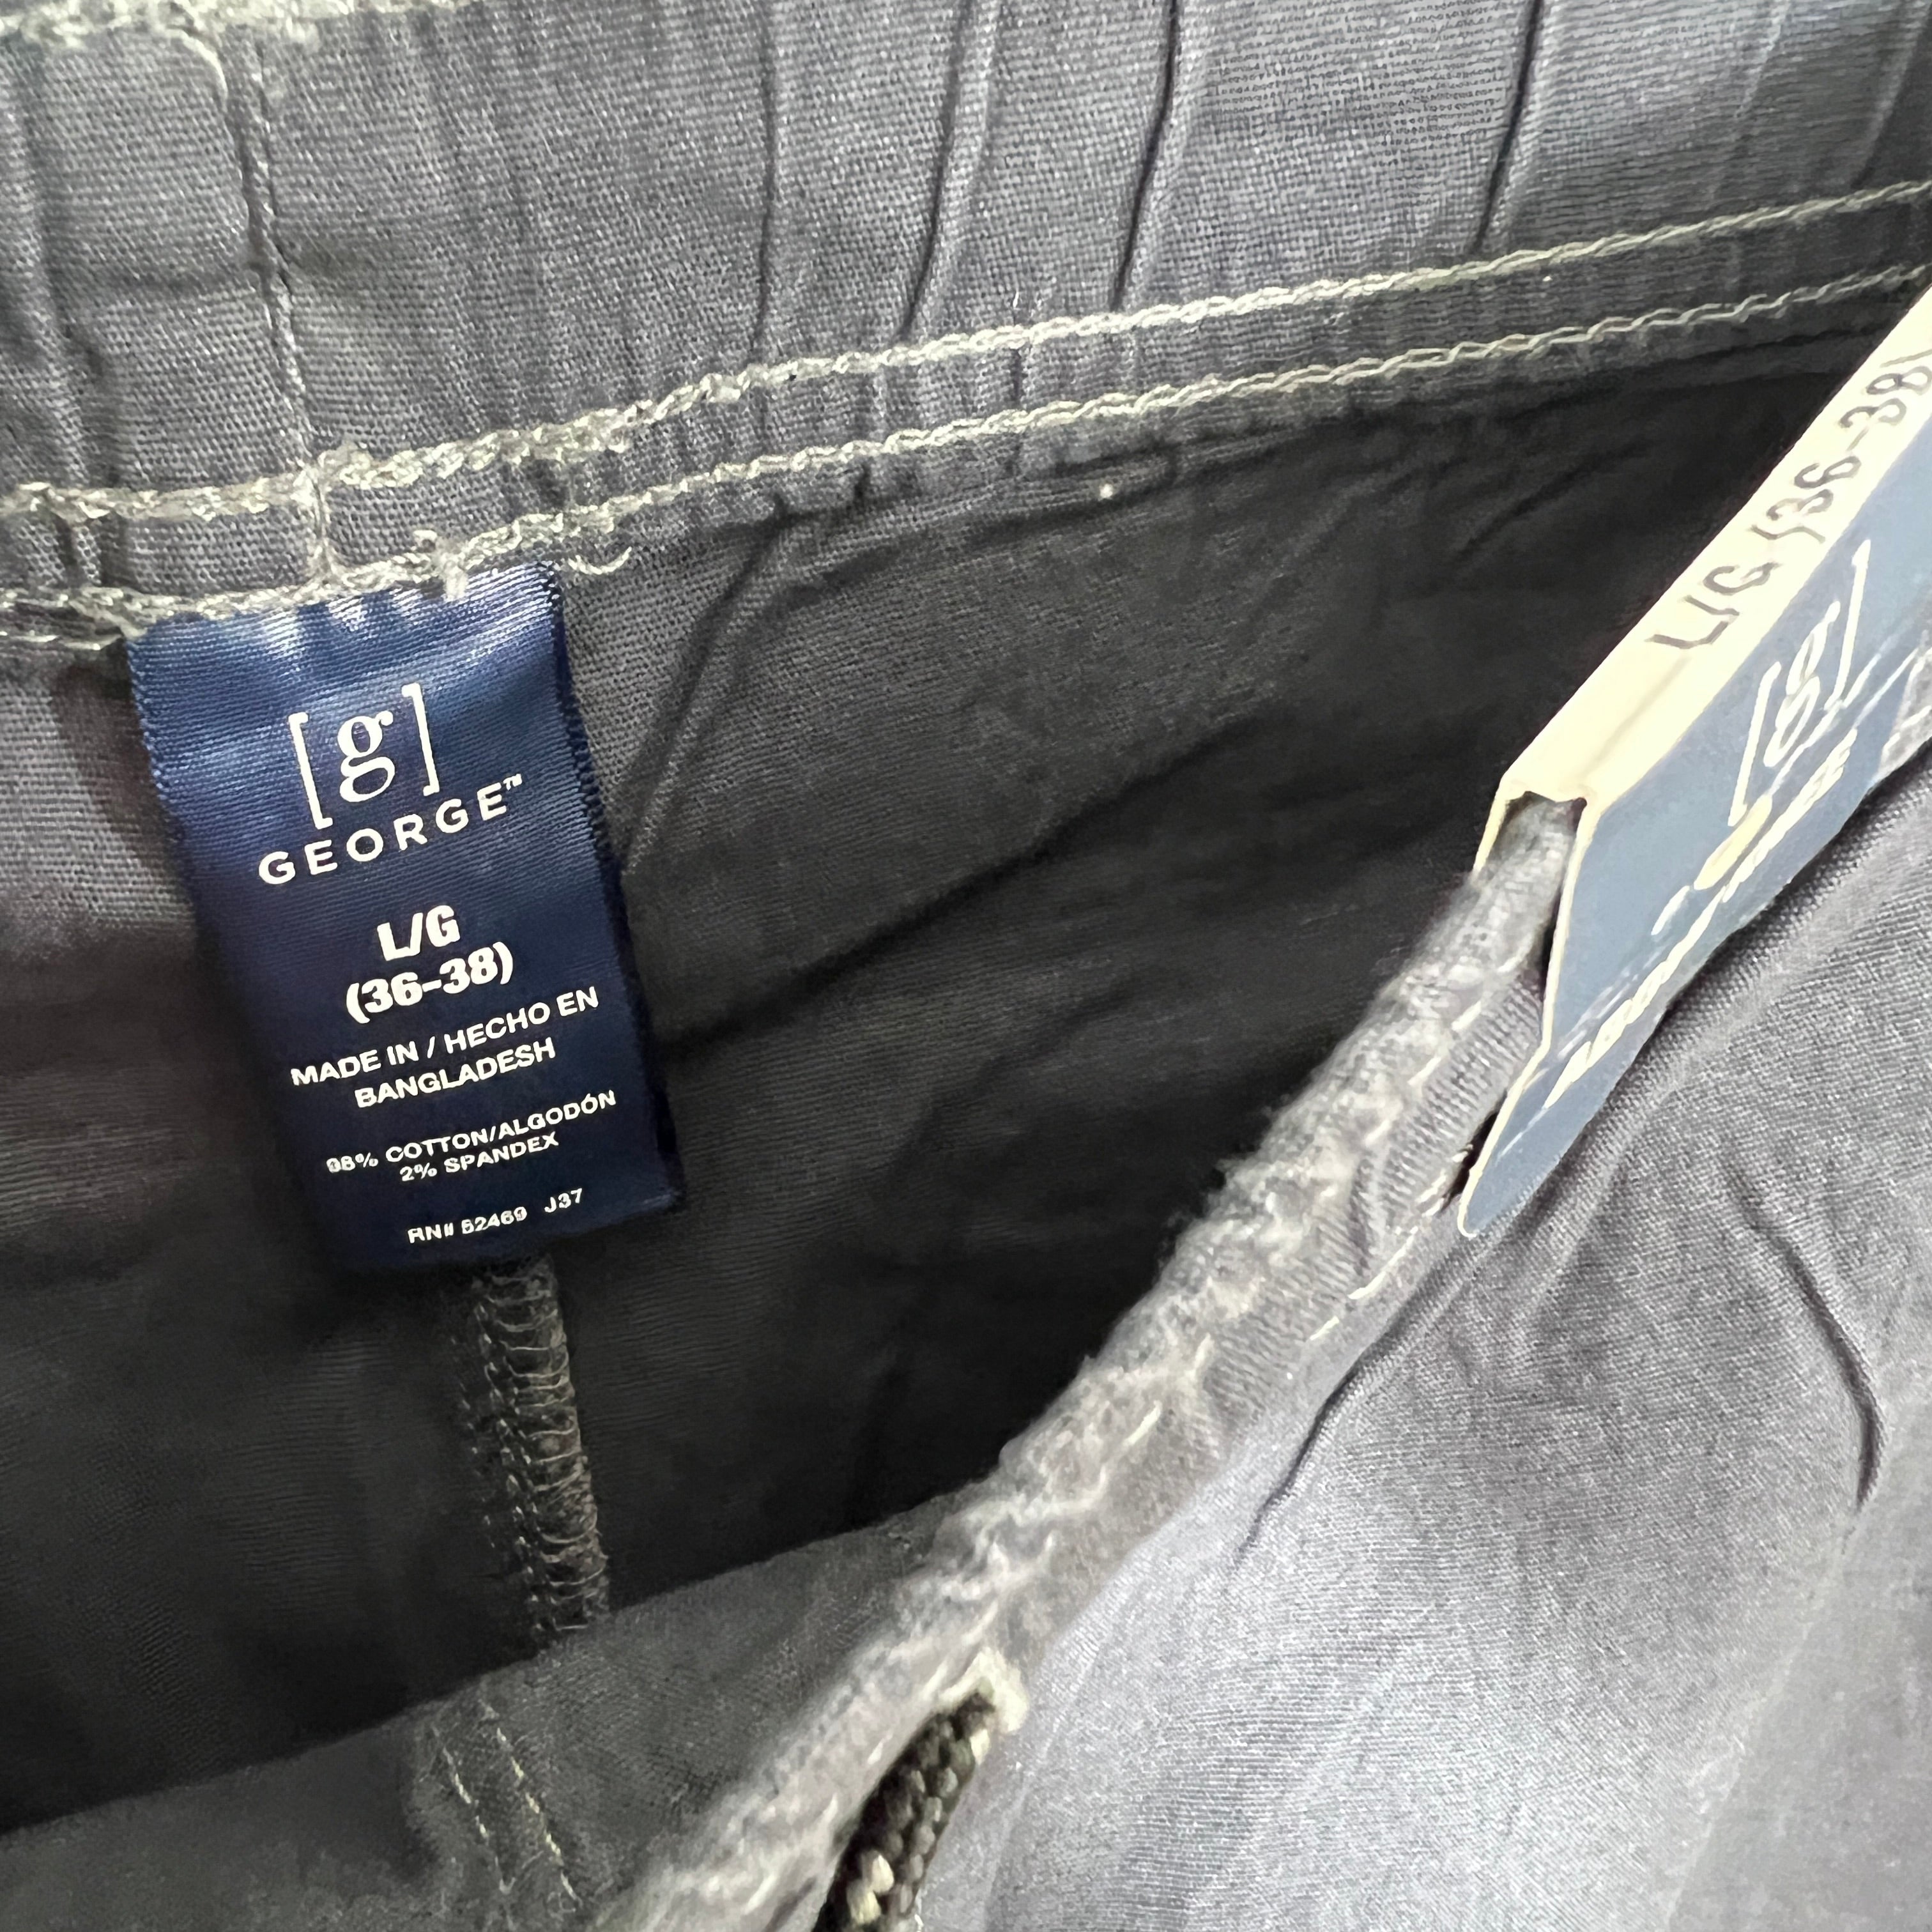 [g]
GEORGE™
L/G
(36-38)
MADE IN / HECHO EN
BANGLADESH
98% COTTON/ALGODÓN
2% SPANDEX
RN# 52469 J37
L/G (36-38)
[g]